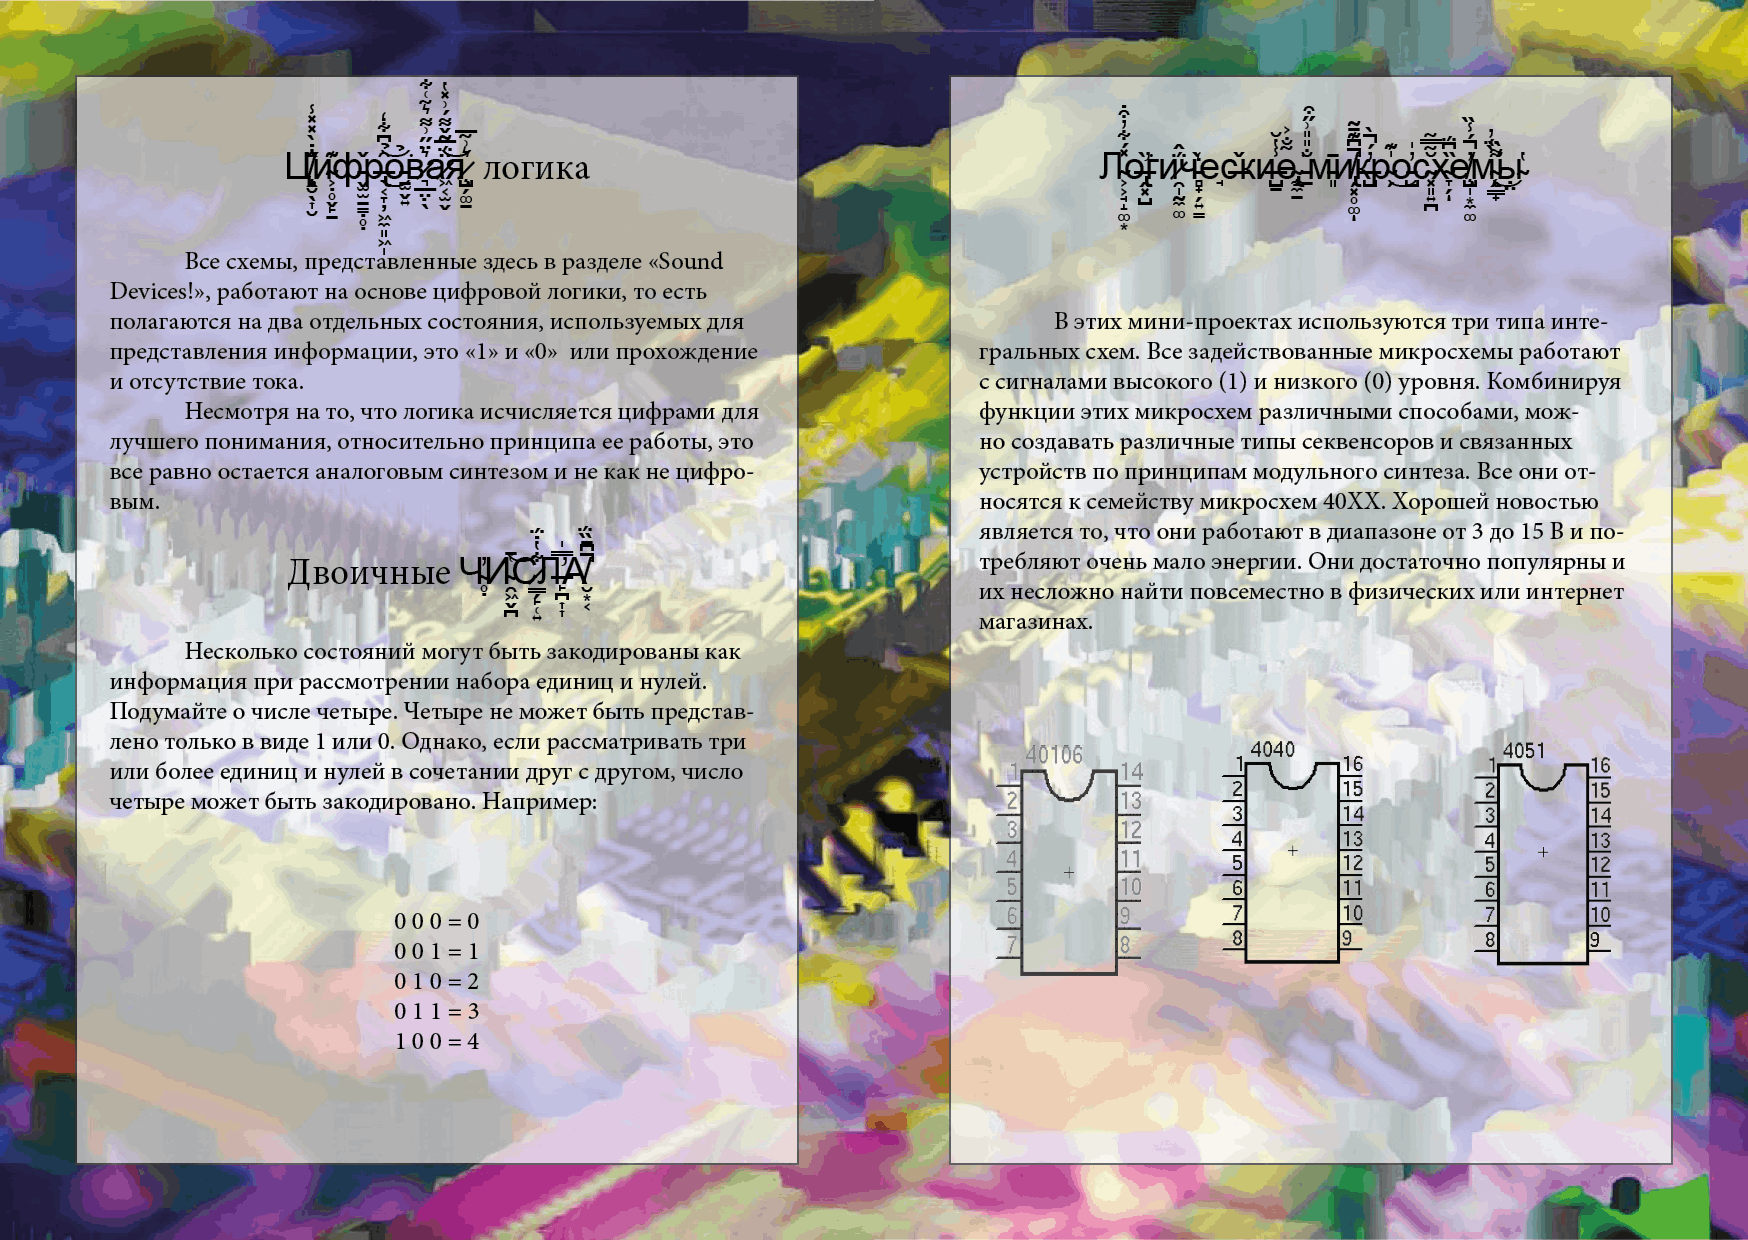 Цифровая логика
Все схемы, представленные здесь в разделе «Sound
Devices!», работают на основе цифровой логики, то есть
полагаются на два отдельных состояния, используемых для
представления информации, это «1» и «0» или прохождение
и отсутствие тока.
Несмотря на то, что логика исчисляется цифрами для
лучшего понимания, относительно принципа ее работы, это
все равно остается аналоговым синтезом и не как не цифро-
вым.
Двоичные ЧИСЛА
Несколько состояний могут быть закодированы как
информация при рассмотрении набора единиц и нулей.
Подумайте о числе четыре. Четыре не может быть представ-
лено только в виде 1 или 0. Однако, если рассматривать три
или более единиц и нулей в сочетании друг с другом, число
четыре может быть закодировано. Например:
0 0 0 = 0
0 0 1 = 1
0 1 0 = 2
0 1 1 = 3
1 0 0 = 4
Логические микросхемы
В этих мини-проектах используются три типа инте-
гральных схем. Все задействованные микросхемы работают
с сигналами высокого (1) и низкого (0) уровня. Комбинируя
функции этих микросхем различными способами, мож-
но создавать различные типы секвенсоров и связанных
устройств по принципам модульного синтеза. Все они от-
носятся к семейству микросхем 40XX. Хорошей новостью
является то, что они работают в диапазоне от 3 до 15 В и по-
требляют очень мало энергии. Они достаточно популярны и
их несложно найти повсеместно в физических или интернет
магазинах.
40106
1 14
2 13
3 12
4 11
5 10
6 9
7 8
4040
1 16
2 15
3 14
4 13
5 12
6 11
7 10
8 9
4051
1 16
2 15
3 14
4 13
5 12
6 11
7 10
8 9